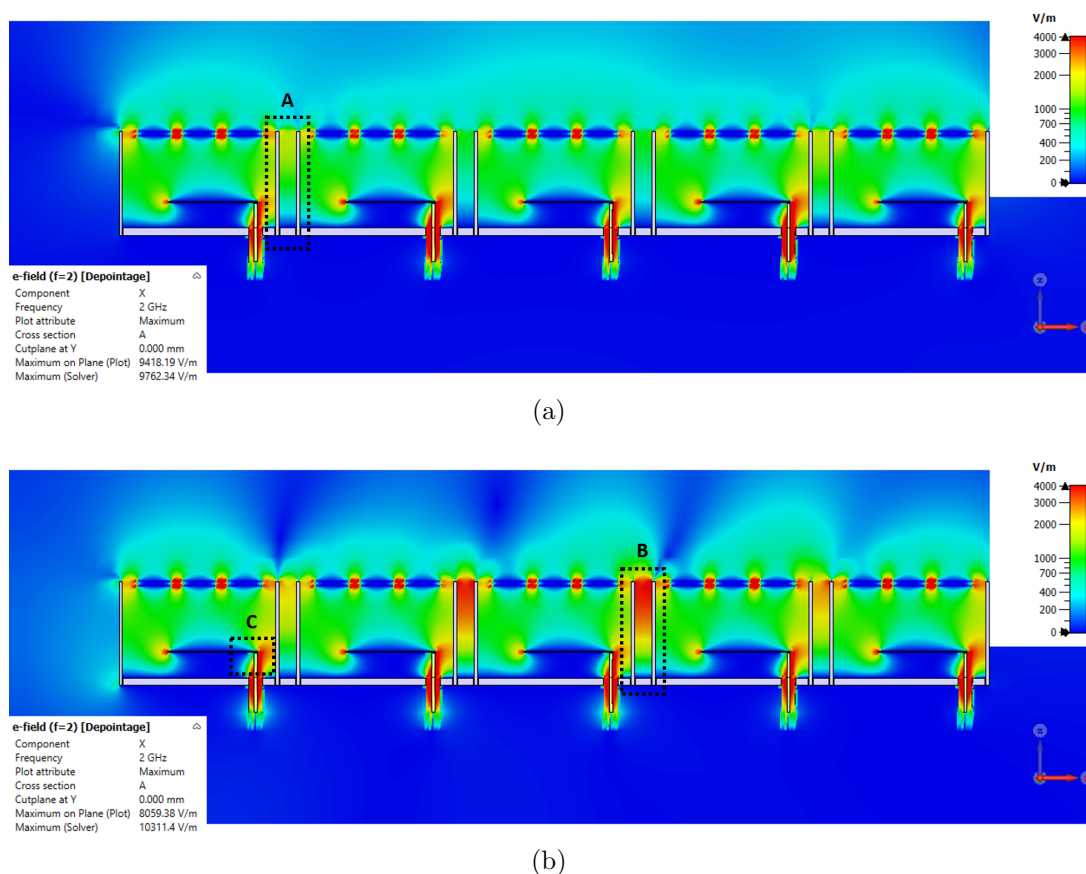 V/m
4000
3000
2000
1000
700
400
200
0
A
e-field (f=2) [Depointage]
Component X
Frequency 2 GHz
Plot attribute Maximum
Cross section A
Cutplane at Y 0.000 mm
Maximum on Plane (Plot) 9418.19 V/m
Maximum (Solver) 9762.34 V/m
(a)
V/m
4000
3000
2000
1000
700
400
200
0
B
C
e-field (f=2) [Depointage]
Component X
Frequency 2 GHz
Plot attribute Maximum
Cross section A
Cutplane at Y 0.000 mm
Maximum on Plane (Plot) 8059.38 V/m
Maximum (Solver) 10311.4 V/m
(b)